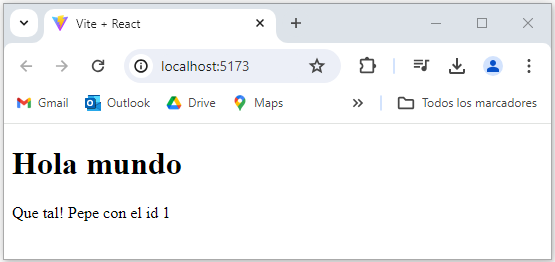 Vite + React
localhost:5173
Gmail Outlook Drive Maps Todos los marcadores
Hola mundo
Que tal! Pepe con el id 1